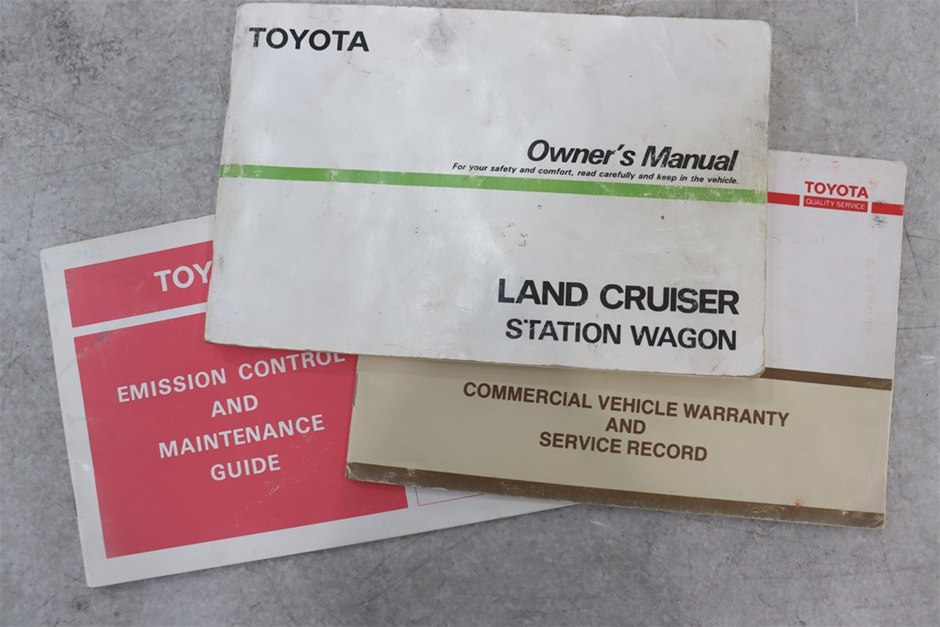 TOYOTA
Owner's Manual
For your safety and comfort, read carefully and keep in the vehicle.
LAND CRUISER
STATION WAGON
TOYOTA
QUALITY SERVICE
COMMERCIAL VEHICLE WARRANTY
AND
SERVICE RECORD
TOY
EMISSION CONTROL
AND
MAINTENANCE
GUIDE